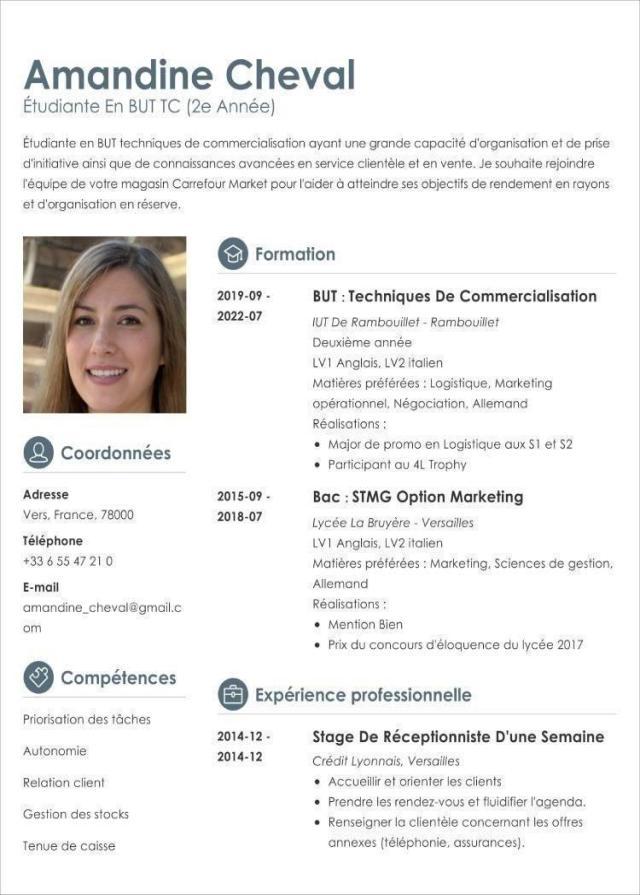 Amandine Cheval
Étudiante En BUT TC (2e Année)
Étudiante en BUT techniques de commercialisation ayant une grande capacité d'organisation et de prise
d'initiative ainsi que de connaissances avancées en service clientèle et en vente. Je souhaite rejoindre
l'équipe de votre magasin Carrefour Market pour l'aider à atteindre ses objectifs de rendement en rayons
et d'organisation en réserve.
Coordonnées
Adresse
Vers, France, 78000
Téléphone
+33 6 55 47 21 0
E-mail
amandine_cheval@gmail.c
om
Compétences
Priorisation des tâches
Autonomie
Relation client
Gestion des stocks
Tenue de caisse
Formation
2019-09 -
2022-07
BUT : Techniques De Commercialisation
IUT De Rambouillet - Rambouillet
Deuxième année
LV1 Anglais, LV2 italien
Matières préférées : Logistique, Marketing
opérationnel, Négociation, Allemand
Réalisations :
• Major de promo en Logistique aux S1 et S2
• Participant au 4L Trophy
2015-09 -
2018-07
Bac : STMG Option Marketing
Lycée La Bruyère - Versailles
LV1 Anglais, LV2 italien
Matières préférées : Marketing, Sciences de gestion,
Allemand
Réalisations :
• Mention Bien
• Prix du concours d'éloquence du lycée 2017
Expérience professionnelle
2014-12 -
2014-12
Stage De Réceptionniste D'une Semaine
Crédit Lyonnais, Versailles
• Accueillir et orienter les clients
• Prendre les rendez-vous et fluidifier l'agenda.
• Renseigner la clientèle concernant les offres
annexes (téléphonie, assurances).